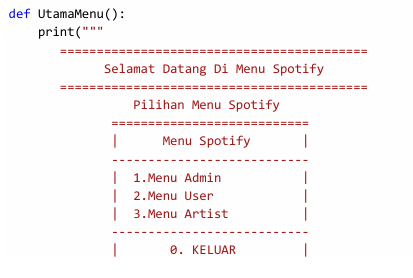 def UtamaMenu():
    print("""
       ==========================================
             Selamat Datang Di Menu Spotify
       ==========================================
                 Pilihan Menu Spotify
              ===========================
              |      Menu Spotify       |
              ---------------------------
              |  1.Menu Admin           |
              |  2.Menu User            |
              |  3.Menu Artist          |
              ---------------------------
              |       0. KELUAR         |